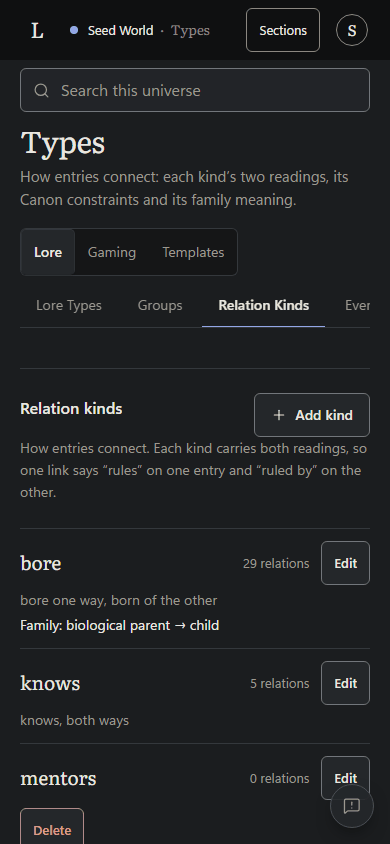 L Seed World · Types Sections S
Search this universe
Types
How entries connect: each kind's two readings, its
Canon constraints and its family meaning.
Lore Gaming Templates
Lore Types Groups Relation Kinds Ever
Relation kinds + Add kind
How entries connect. Each kind carries both readings, so
one link says “rules” on one entry and “ruled by” on the
other.
bore 29 relations Edit
bore one way, born of the other
Family: biological parent → child
knows 5 relations Edit
knows, both ways
mentors 0 relations Edit
Delete